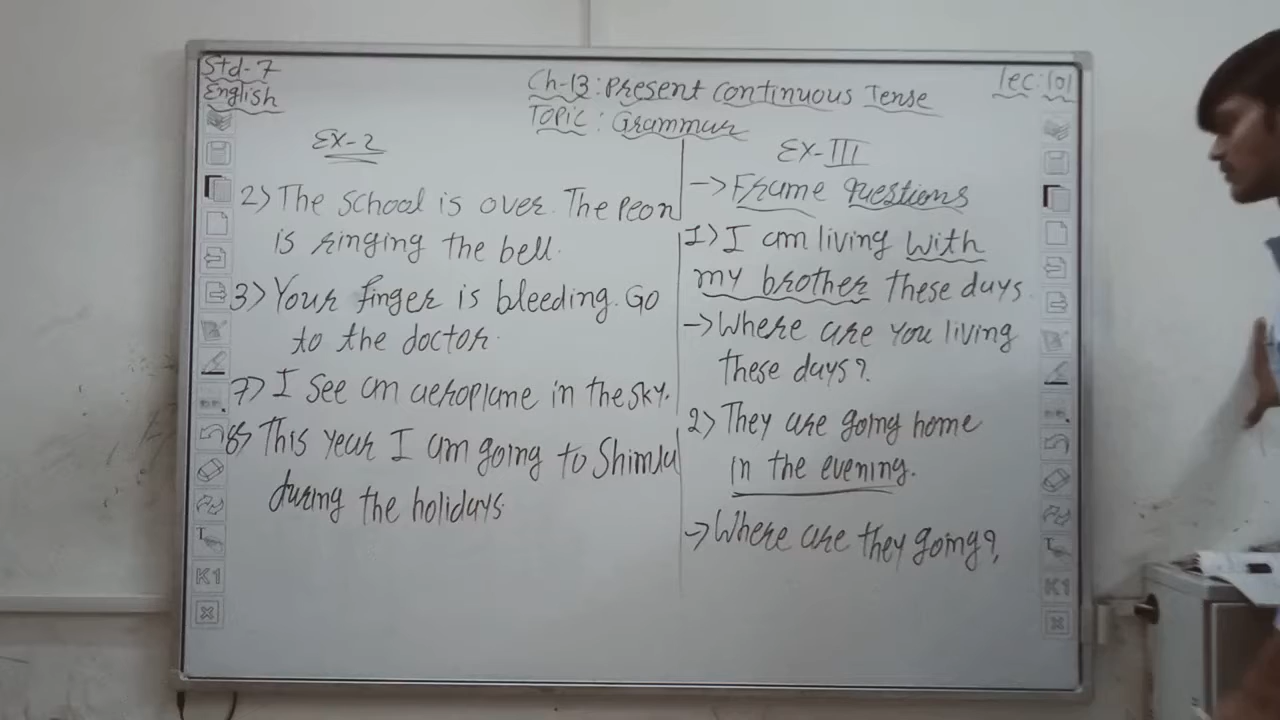 Std-7
English
Ch-13: Present Continuous Tense
Topic: Grammar
lec:101
Ex-2
2) The school is over. The Peon
is ringing the bell.
3) Your finger is bleeding. Go
to the doctor.
7) I see an aeroplane in the sky.
8) This year I am going to Shimla
during the holidays.
Ex-III
-> Frame questions
1) I am living with
my brother these days.
-> Where are you living
these days?
2) They are going home
in the evening.
-> Where are they going?
K1
K1
T
T